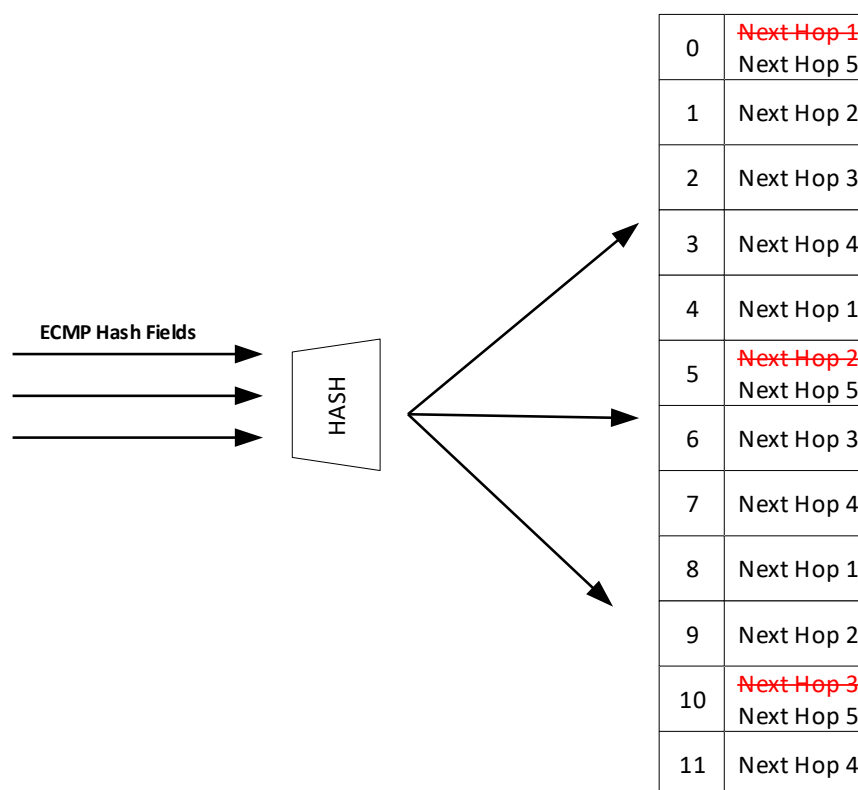 ECMP Hash Fields
HASH
0
Next Hop 1
Next Hop 5
1
Next Hop 2
2
Next Hop 3
3
Next Hop 4
4
Next Hop 1
5
Next Hop 2
Next Hop 5
6
Next Hop 3
7
Next Hop 4
8
Next Hop 1
9
Next Hop 2
10
Next Hop 3
Next Hop 5
11
Next Hop 4